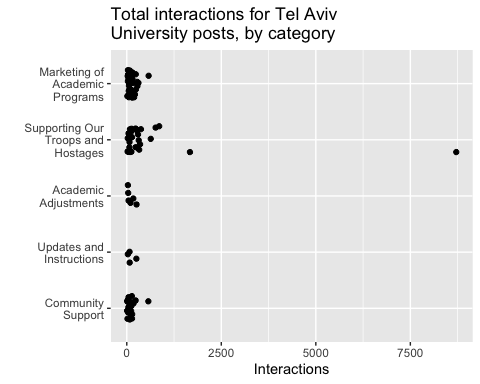 Total interactions for Tel Aviv
University posts, by category
Marketing of
Academic
Programs
Supporting Our
Troops and
Hostages
Academic
Adjustments
Updates and
Instructions
Community
Support
0 2500 5000 7500
Interactions